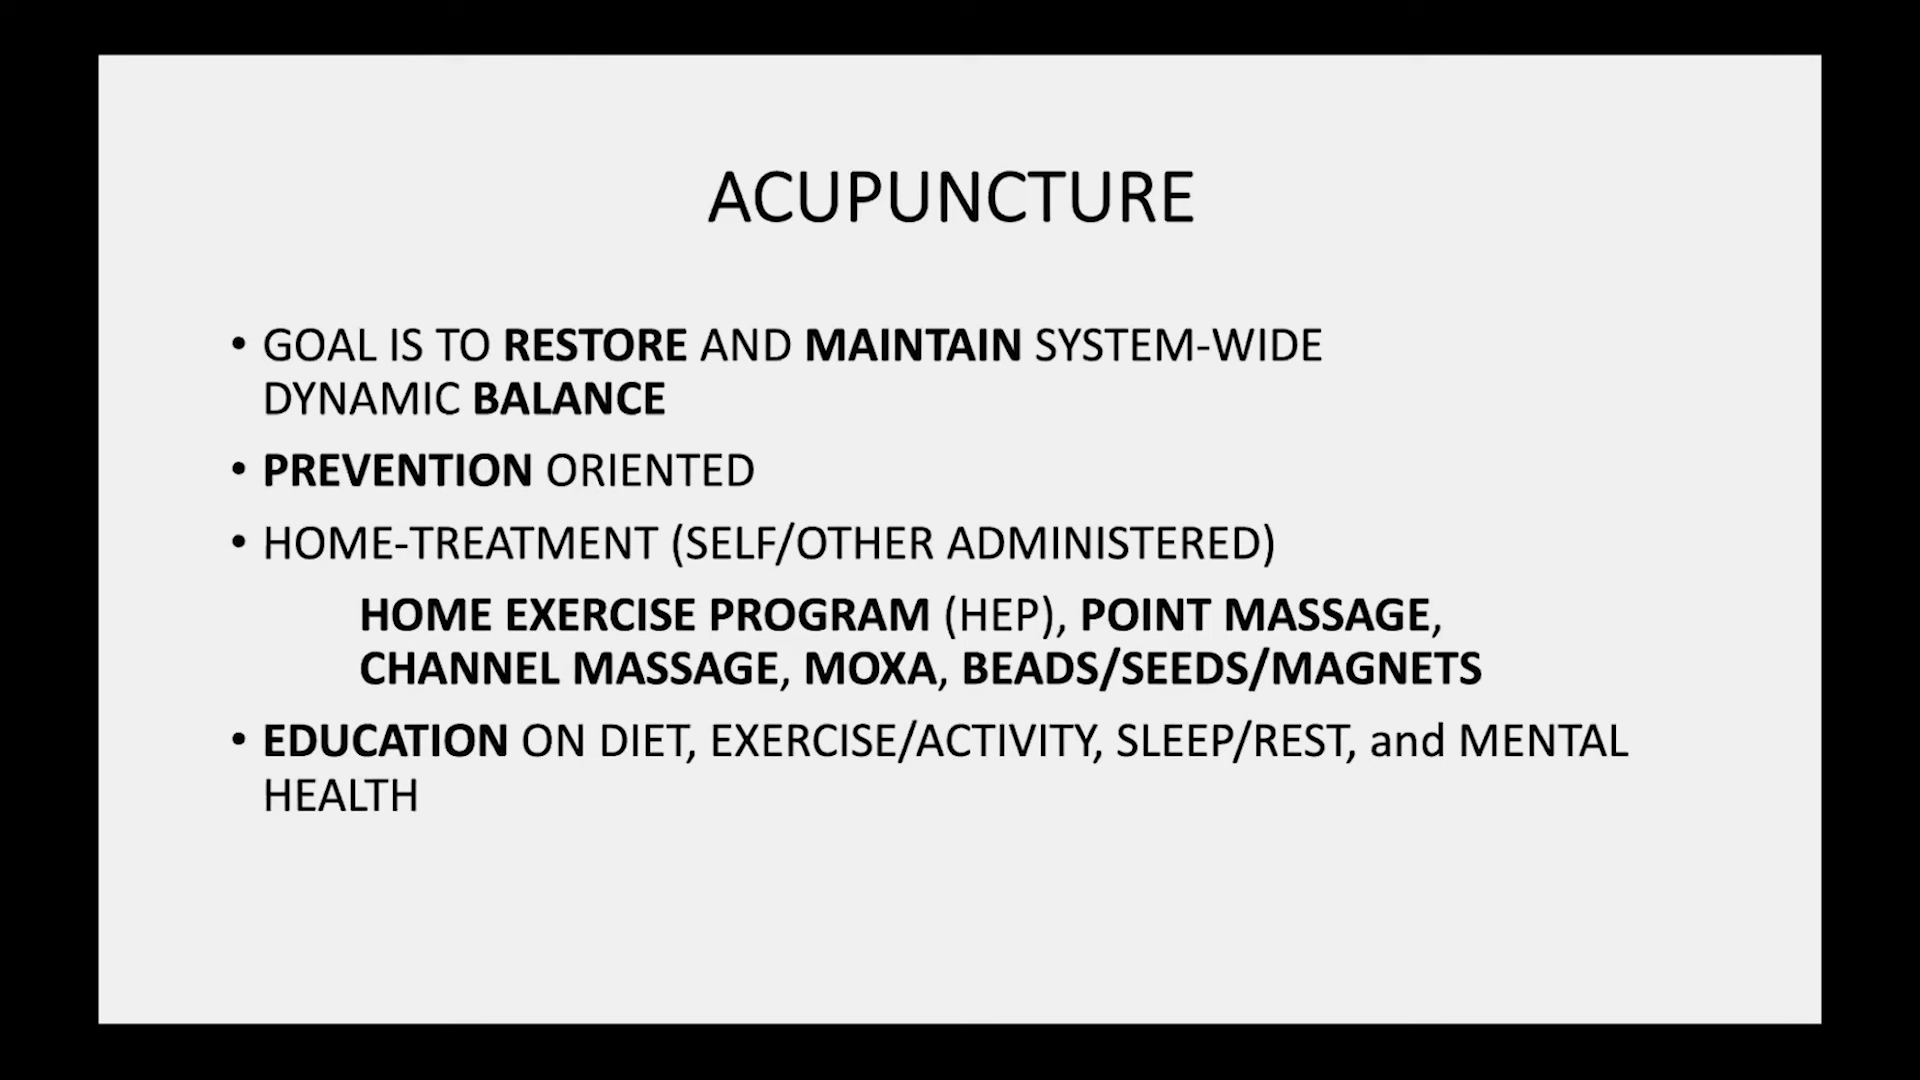 ACUPUNCTURE
• GOAL IS TO RESTORE AND MAINTAIN SYSTEM-WIDE
DYNAMIC BALANCE
• PREVENTION ORIENTED
• HOME-TREATMENT (SELF/OTHER ADMINISTERED)
HOME EXERCISE PROGRAM (HEP), POINT MASSAGE,
CHANNEL MASSAGE, MOXA, BEADS/SEEDS/MAGNETS
• EDUCATION ON DIET, EXERCISE/ACTIVITY, SLEEP/REST, and MENTAL
HEALTH